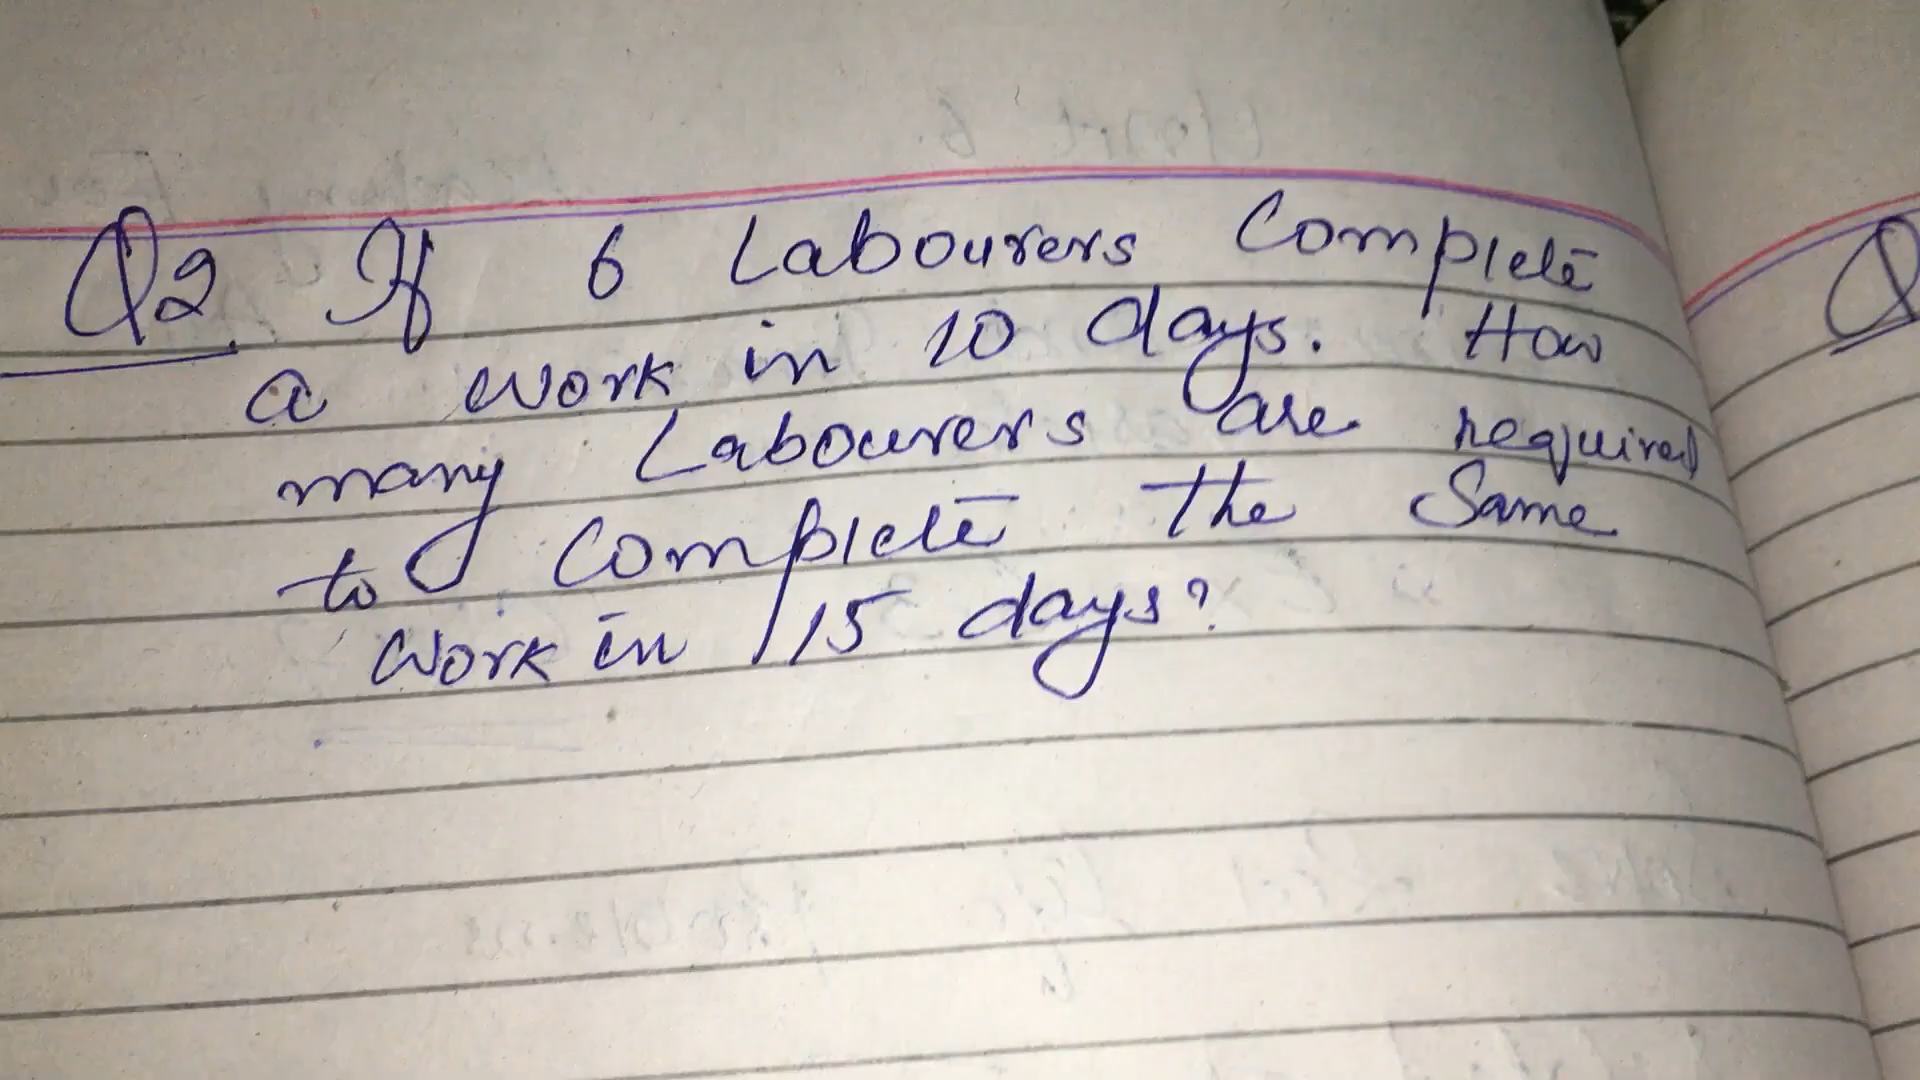 Q2. If 6 Labourers Complete
a work in 10 days. How
many Labourers are required
to Complete the Same
Work in 15 days?
Q